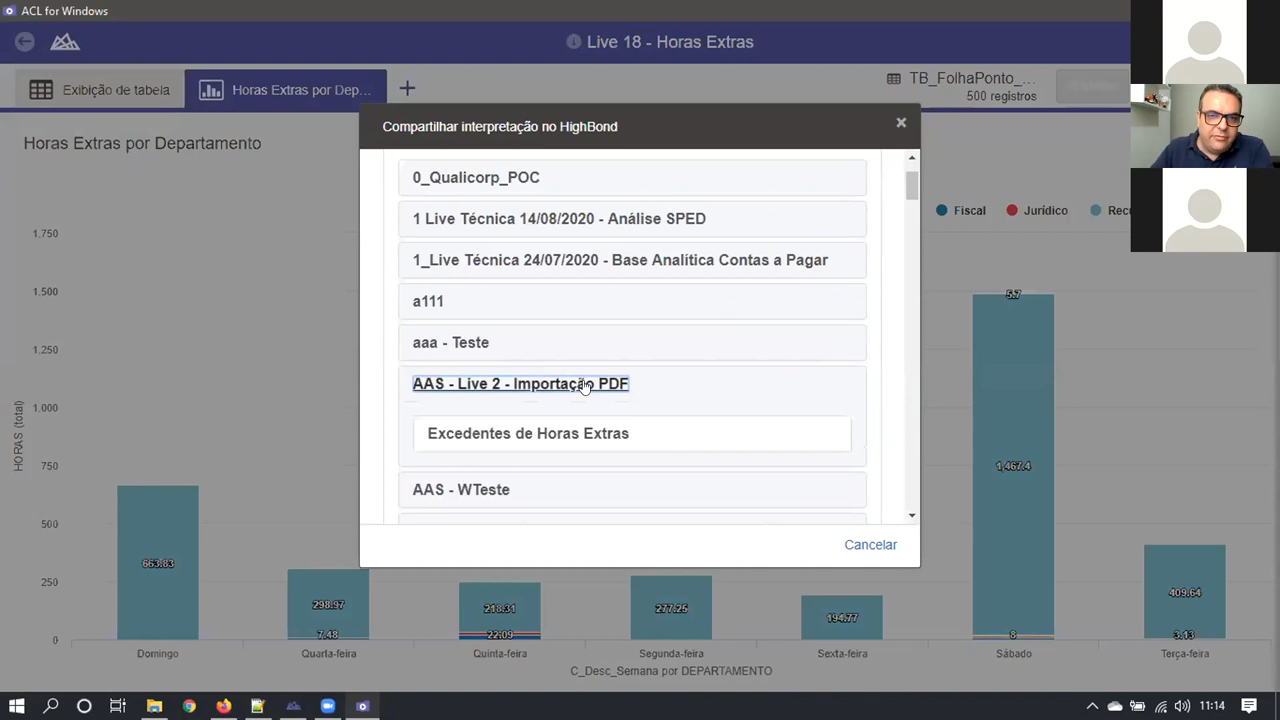 ACL for Windows
Live 18 - Horas Extras
Exibição de tabela
Horas Extras por Dep...
+
TB_FolhaPonto_...
500 registros
Compartilhar interpretação no HighBond
×
Horas Extras por Departamento
0_Qualicorp_POC
1 Live Técnica 14/08/2020 - Análise SPED
1_Live Técnica 24/07/2020 - Base Analítica Contas a Pagar
a111
aaa - Teste
AAS - Live 2 - Importação PDF
Excedentes de Horas Extras
AAS - WTeste
Cancelar
Fiscal
Jurídico
HORAS (total)
1,750
1,500
1,250
1,000
750
500
250
0
663.83
298.97
7.48
218.31
22.09
277.25
194.77
5.7
1,467.4
8
409.64
3.13
Domingo
Quarta-feira
Quinta-feira
Segunda-feira
Sexta-feira
Sábado
Terça-feira
C_Desc_Semana por DEPARTAMENTO
11:14